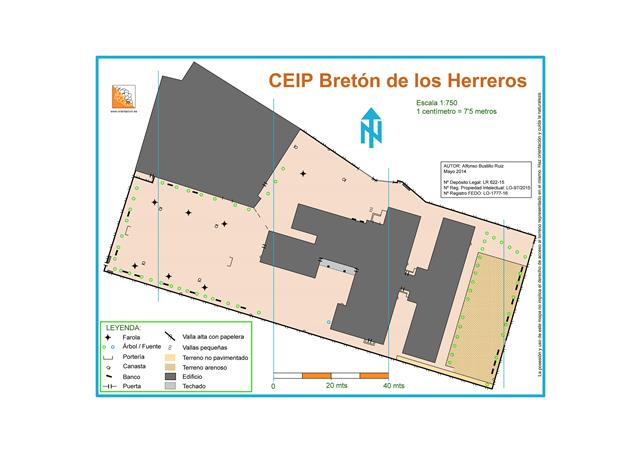 CEIP Bretón de los Herreros
Escala 1:750
1 centímetro = 7'5 metros
www.orientation.es
N
AUTOR: Alfonso Bustillo Ruiz
Mayo 2014
Nº Depósito Legal: LR 622-15
Nº Reg. Propiedad Intelectual: LO-97/2015
Nº Registro FEDO: LO-1777-16
La posesión y uso de este mapa no implica el derecho de acceso al terreno representado en el mismo. Haz orientación y cuida la naturaleza.
LEYENDA:
Farola
Árbol / Fuente
Portería
Canasta
Banco
Puerta
Valla alta con papelera
Vallas pequeñas
Terreno no pavimentado
Terreno arenoso
Edificio
Techado
0 20 mts 40 mts